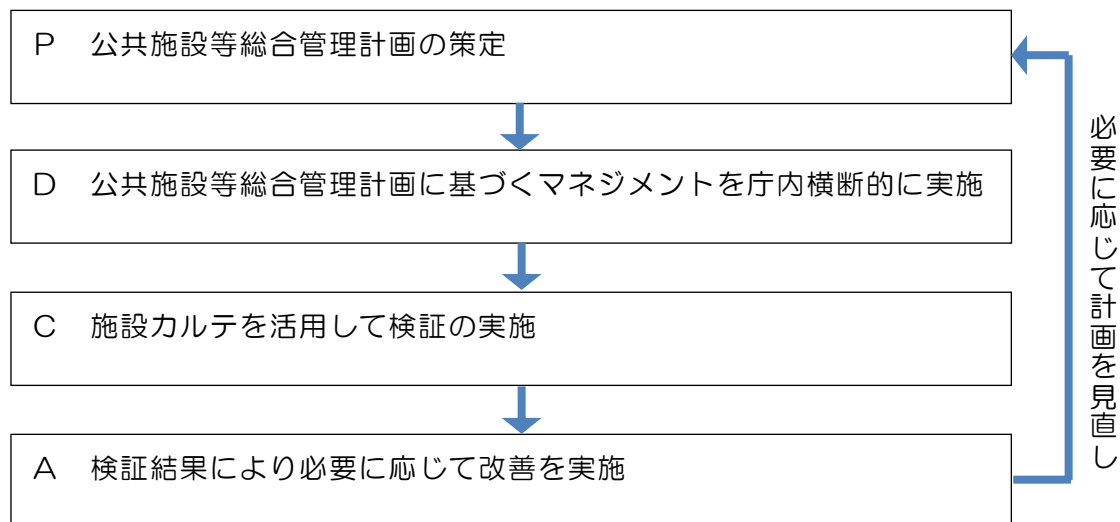 P　公共施設等総合管理計画の策定
D　公共施設等総合管理計画に基づくマネジメントを庁内横断的に実施
C　施設カルテを活用して検証の実施
A　検証結果により必要に応じて改善を実施
必要に応じて計画を見直し